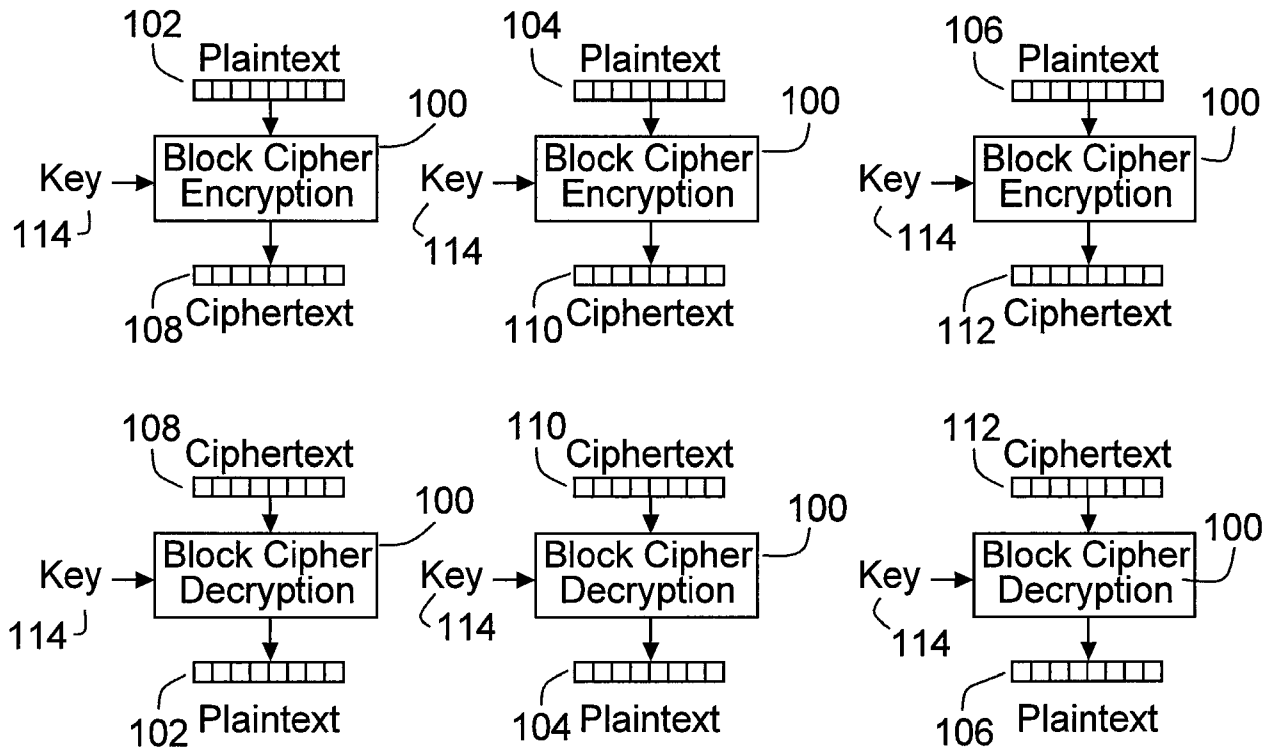 102 104 106
Plaintext Plaintext Plaintext
100 100 100
Block Cipher Block Cipher Block Cipher
Key Encryption Key Encryption Key Encryption
114 114 114
108 Ciphertext 110 Ciphertext 112 Ciphertext
108 110 112
Ciphertext Ciphertext Ciphertext
100 100 100
Block Cipher Block Cipher Block Cipher
Key Decryption Key Decryption Key Decryption
114 114 114
102 Plaintext 104 Plaintext 106 Plaintext